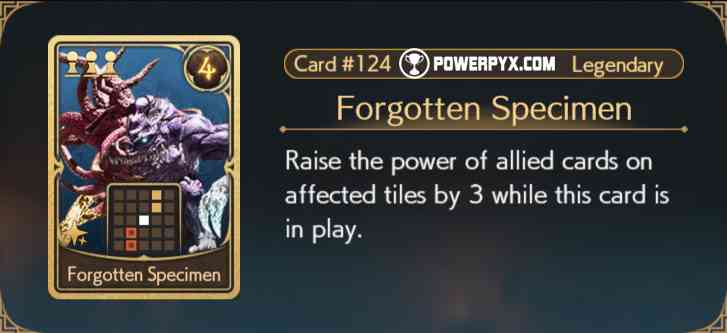 4
Forgotten Specimen
Card #124 POWERPYX.COM Legendary
Forgotten Specimen
Raise the power of allied cards on
affected tiles by 3 while this card is
in play.